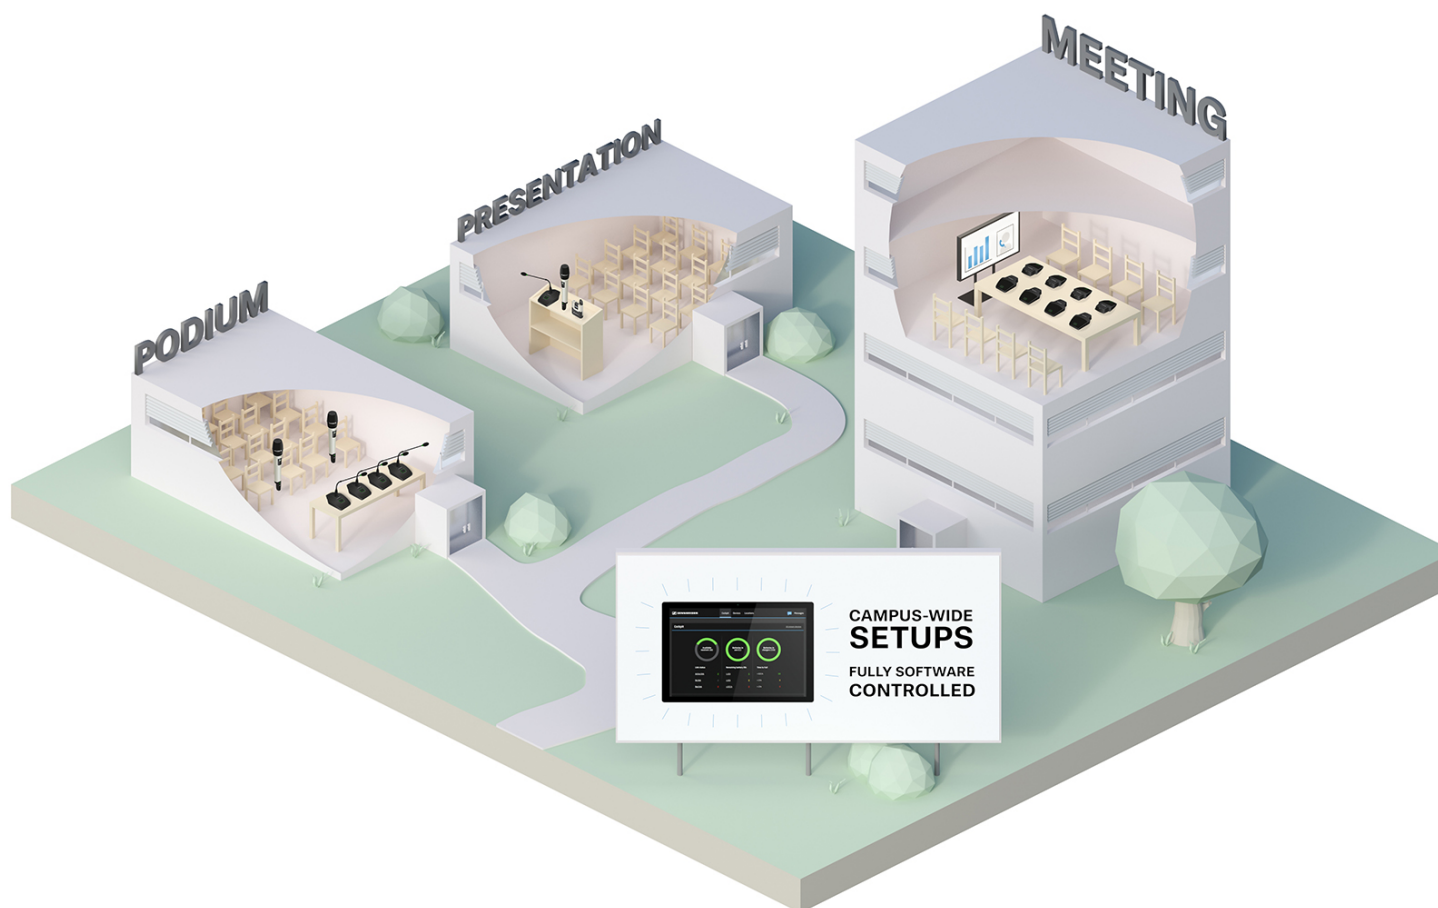 MEETING
PRESENTATION
PODIUM
CAMPUS-WIDE
SETUPS
FULLY SOFTWARE
CONTROLLED